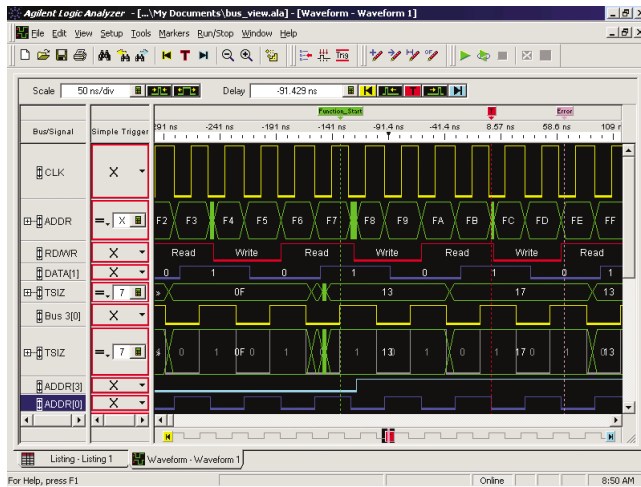 Agilent Logic Analyzer - [...\My Documents\bus_view.ala] - [Waveform - Waveform 1]
File Edit View Setup Tools Markers Run/Stop Window Help
T Trig
Scale 50 ns/div Delay -91.429 ns T
Function_Start Error
Bus/Signal Simple Trigger 291 ns -241 ns -191 ns -141 ns -91.4 ns -41.4 ns 8.57 ns 58.6 ns 109 n
CLK X
ADDR = X F2 F3 F4 F5 F6 F7 F8 F9 FA FB FC FD FE FF
RD/WR X Read Write Read Write Read Write Read
DATA[1] X 0 1 0 1 0 1 0 1
TSIZ = 7 » 0F 13 17 13
Bus 3[0] X
TSIZ = 7 0 1 0F 0 1 1 13 0 1 0 1 17 0 1 0 13
ADDR[3] X
ADDR[0] X
Listing - Listing 1 Waveform - Waveform 1
For Help, press F1 Online 8:50 AM